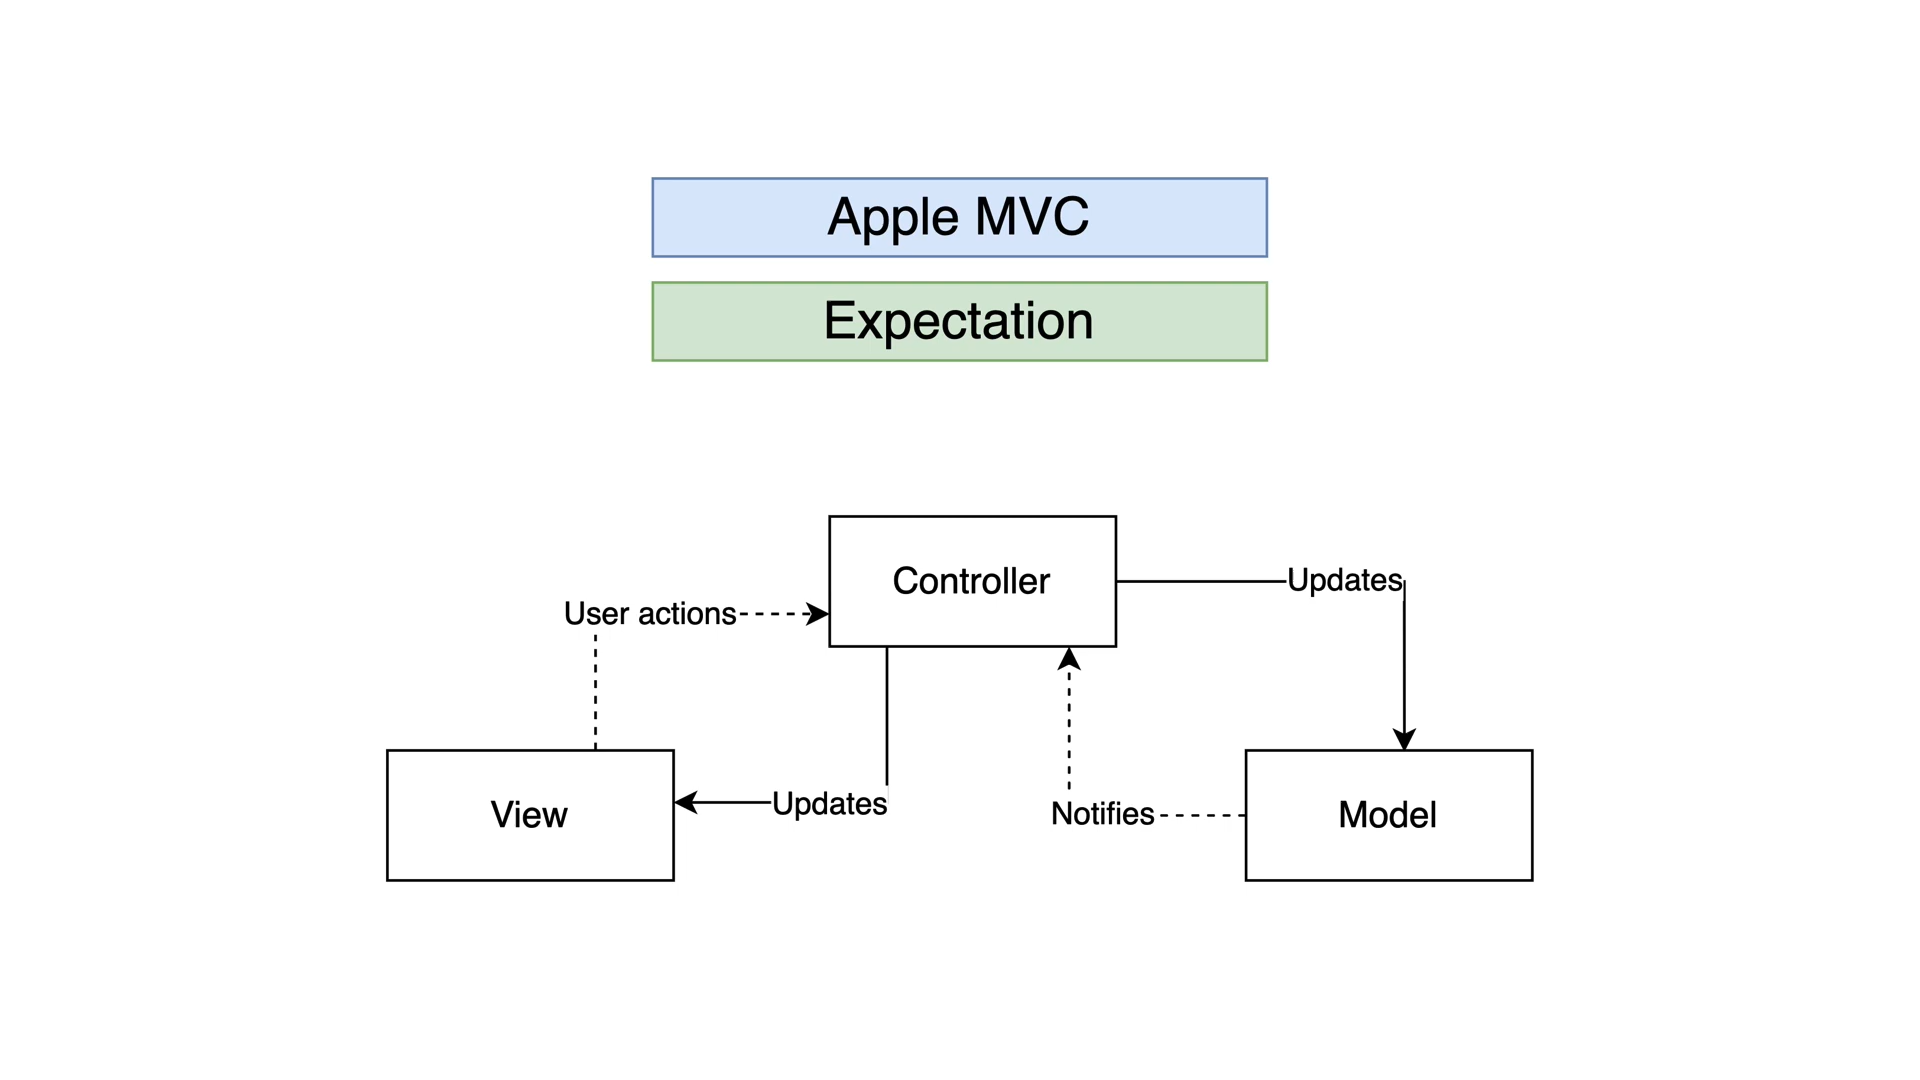 Apple MVC
Expectation
Controller
Updates
User actions
View
Updates
Notifies
Model